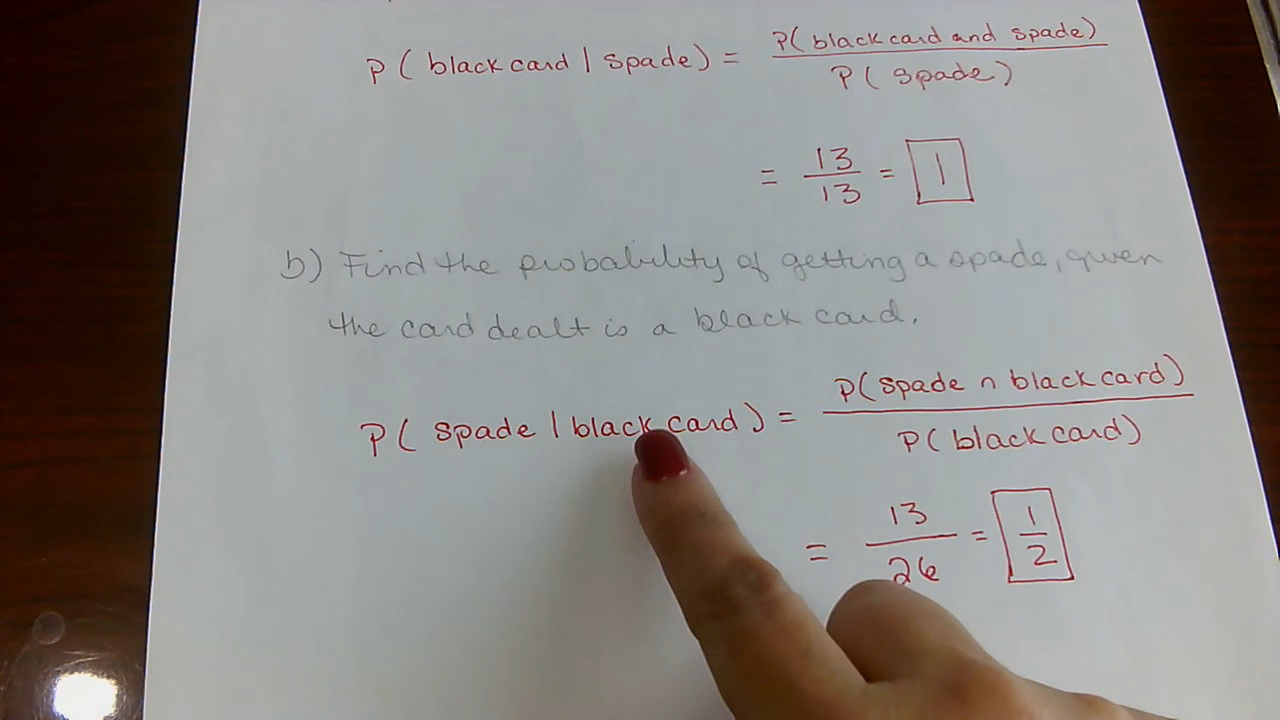 P( black card | spade) = P( black card and spade) / P( spade)
= 13/13 = 1
b) Find the probability of getting a spade, given
the card dealt is a black card.
P( spade | black card) = P(spade ∩ black card) / P( black card)
= 13/26 = 1/2